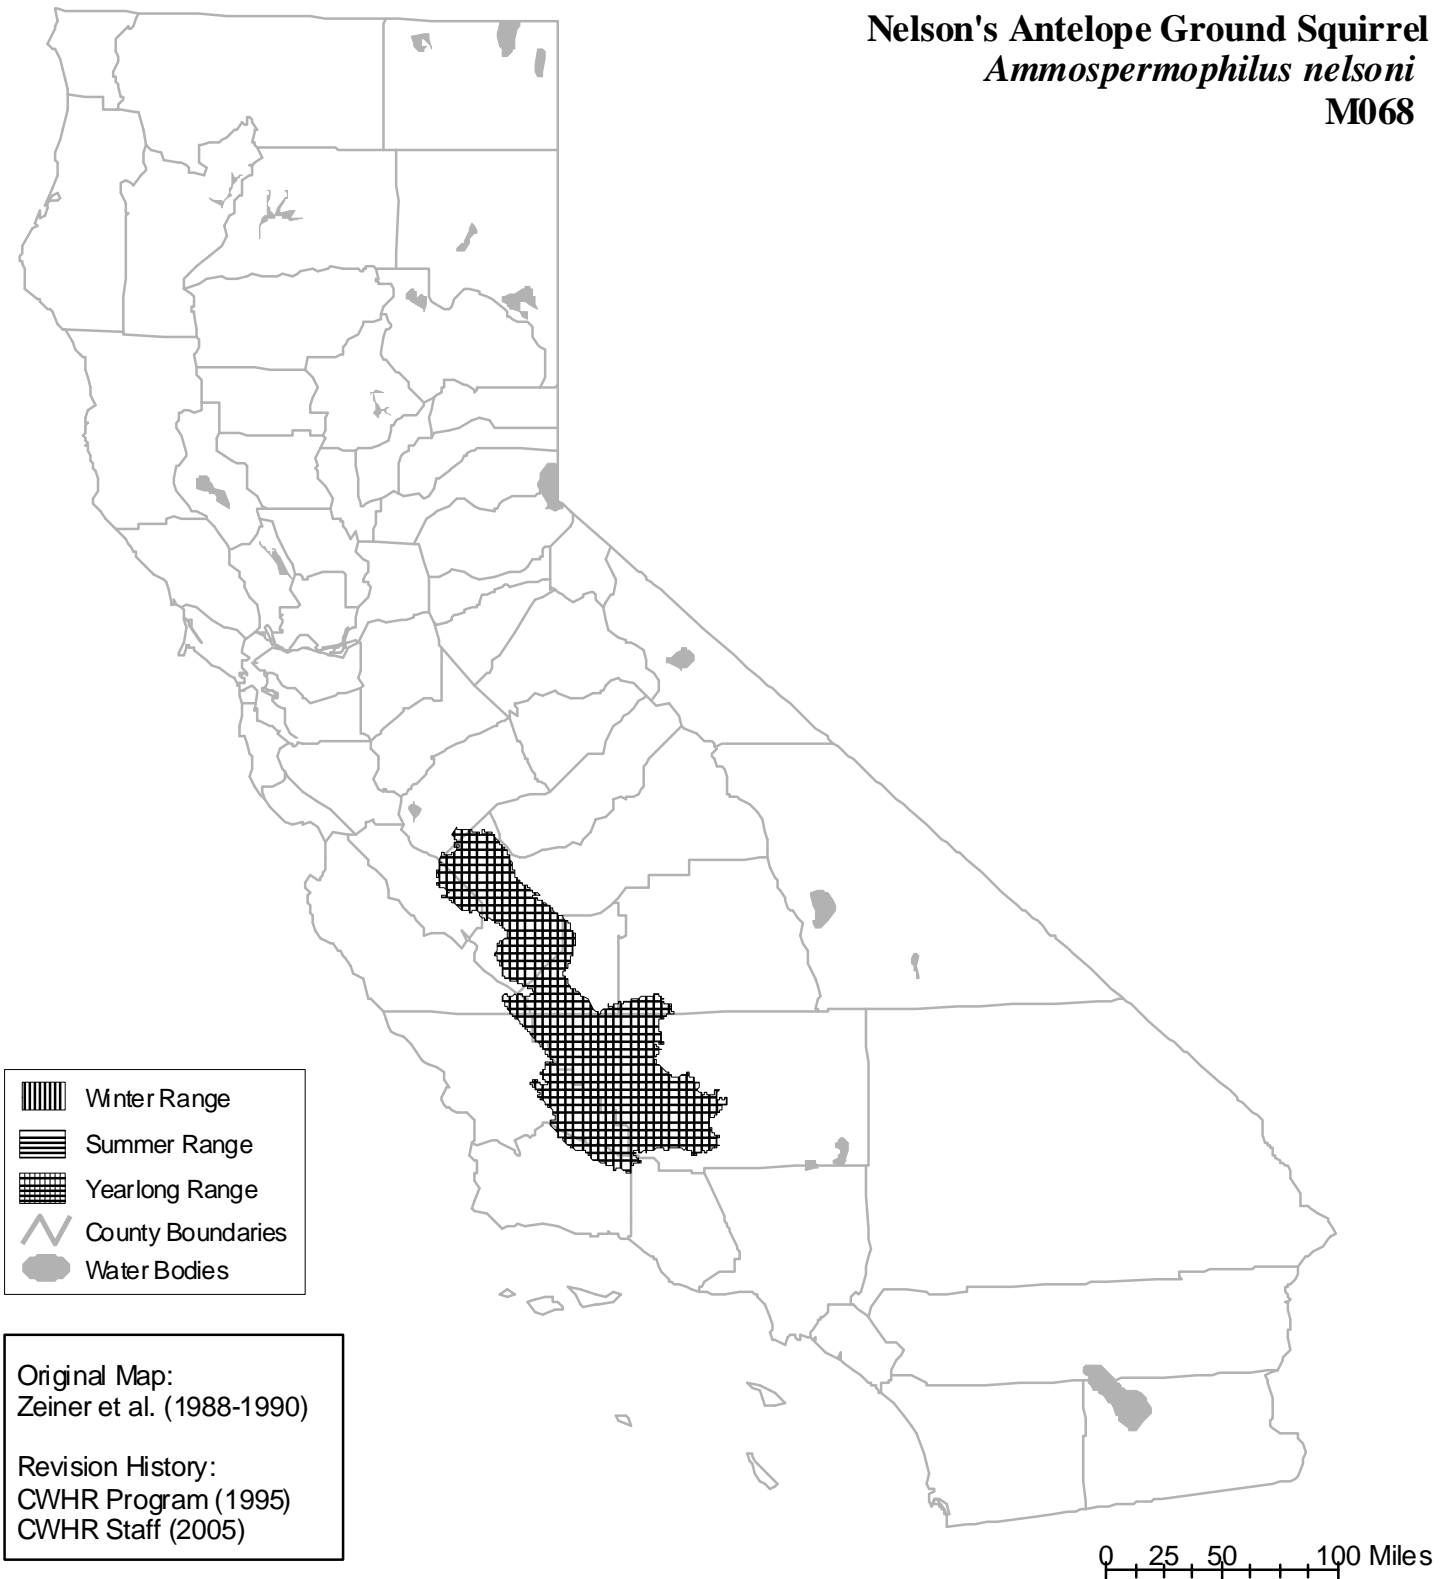 Nelson's Antelope Ground Squirrel
Ammospermophilus nelsoni
M068
Winter Range
Summer Range
Yearlong Range
County Boundaries
Water Bodies
Original Map:
Zeiner et al. (1988-1990)
Revision History:
CWHR Program (1995)
CWHR Staff (2005)
0 25 50 100 Miles